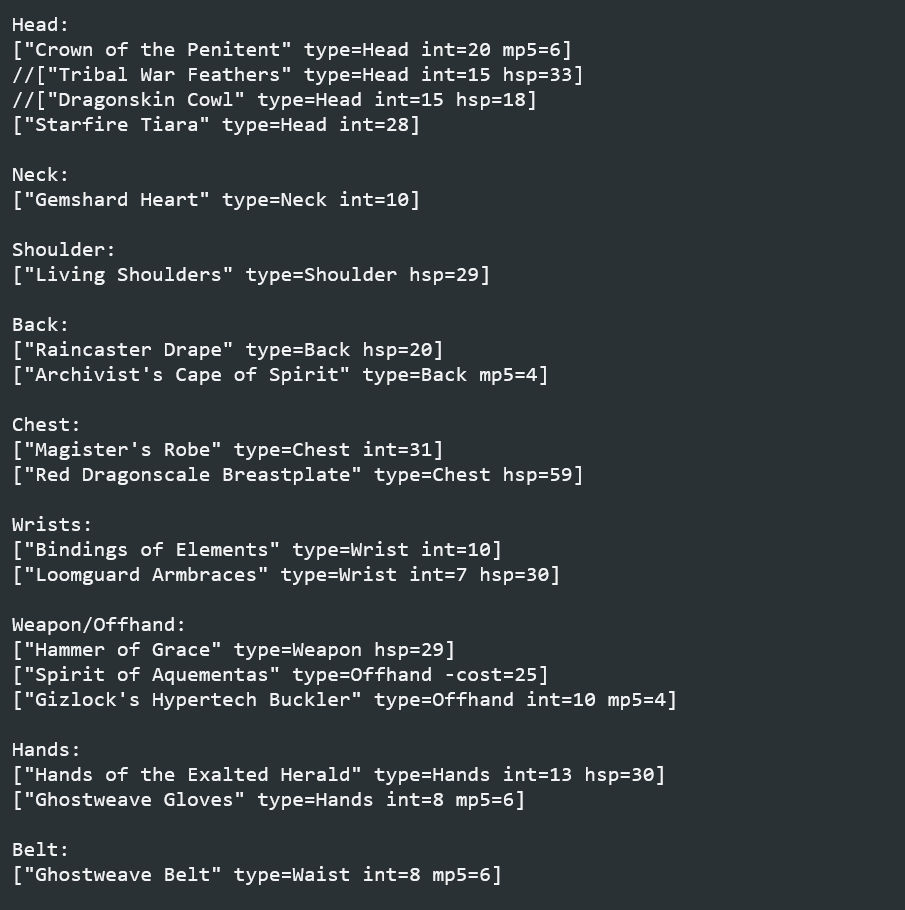 Head:
["Crown of the Penitent" type=Head int=20 mp5=6]
//["Tribal War Feathers" type=Head int=15 hsp=33]
//["Dragonskin Cowl" type=Head int=15 hsp=18]
["Starfire Tiara" type=Head int=28]

Neck:
["Gemshard Heart" type=Neck int=10]

Shoulder:
["Living Shoulders" type=Shoulder hsp=29]

Back:
["Raincaster Drape" type=Back hsp=20]
["Archivist's Cape of Spirit" type=Back mp5=4]

Chest:
["Magister's Robe" type=Chest int=31]
["Red Dragonscale Breastplate" type=Chest hsp=59]

Wrists:
["Bindings of Elements" type=Wrist int=10]
["Loomguard Armbraces" type=Wrist int=7 hsp=30]

Weapon/Offhand:
["Hammer of Grace" type=Weapon hsp=29]
["Spirit of Aquementas" type=Offhand -cost=25]
["Gizlock's Hypertech Buckler" type=Offhand int=10 mp5=4]

Hands:
["Hands of the Exalted Herald" type=Hands int=13 hsp=30]
["Ghostweave Gloves" type=Hands int=8 mp5=6]

Belt:
["Ghostweave Belt" type=Waist int=8 mp5=6]